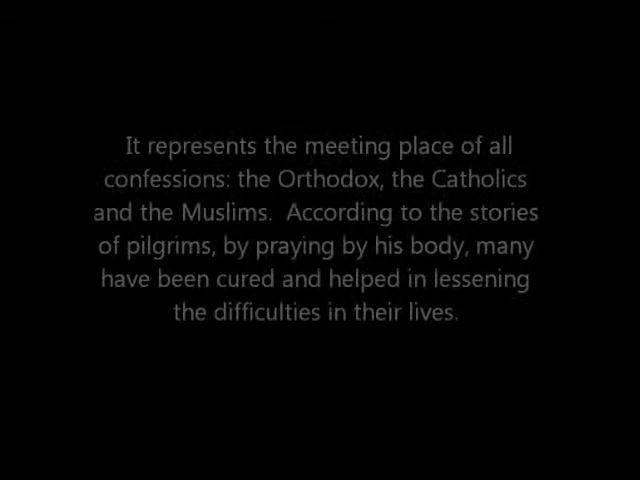 It represents the meeting place of all
confessions: the Orthodox, the Catholics
and the Muslims.  According to the stories
of pilgrims, by praying by his body, many
have been cured and helped in lessening
the difficulties in their lives.